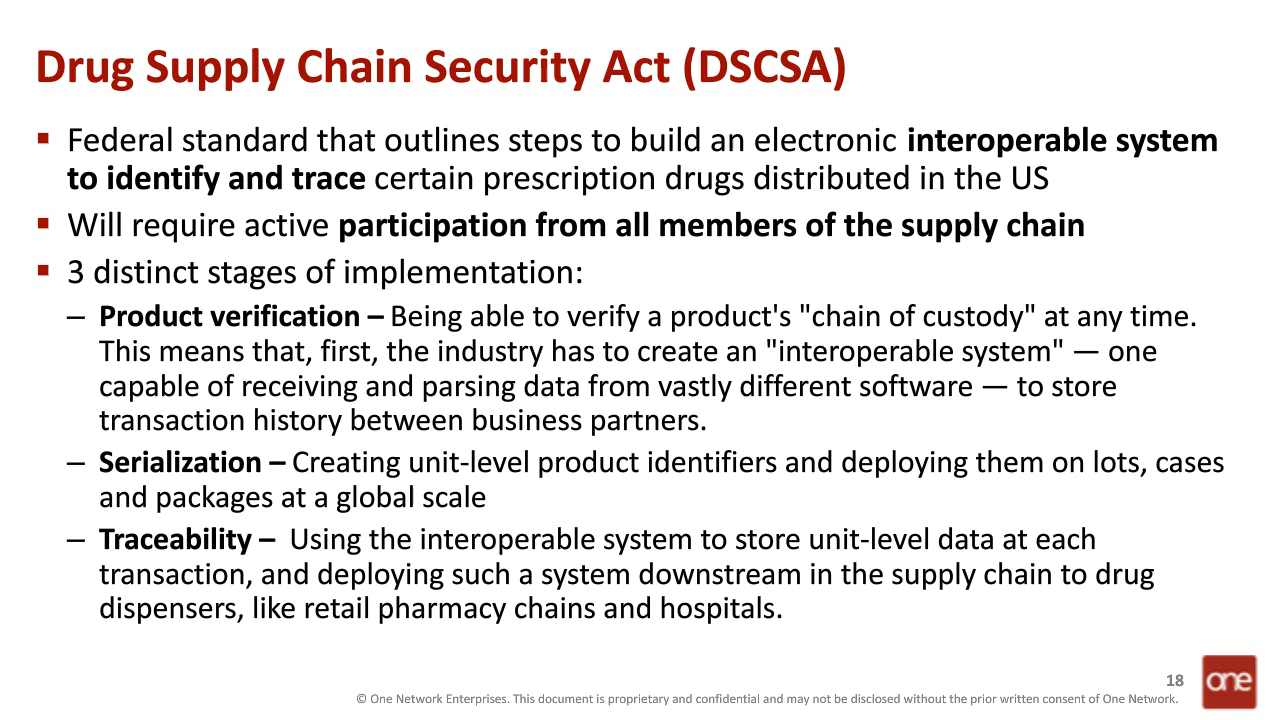 Drug Supply Chain Security Act (DSCSA)
▪ Federal standard that outlines steps to build an electronic interoperable system
to identify and trace certain prescription drugs distributed in the US
▪ Will require active participation from all members of the supply chain
▪ 3 distinct stages of implementation:
– Product verification – Being able to verify a product's "chain of custody" at any time.
This means that, first, the industry has to create an "interoperable system" — one
capable of receiving and parsing data from vastly different software — to store
transaction history between business partners.
– Serialization – Creating unit-level product identifiers and deploying them on lots, cases
and packages at a global scale
– Traceability – Using the interoperable system to store unit-level data at each
transaction, and deploying such a system downstream in the supply chain to drug
dispensers, like retail pharmacy chains and hospitals.
18
© One Network Enterprises. This document is proprietary and confidential and may not be disclosed without the prior written consent of One Network.
one